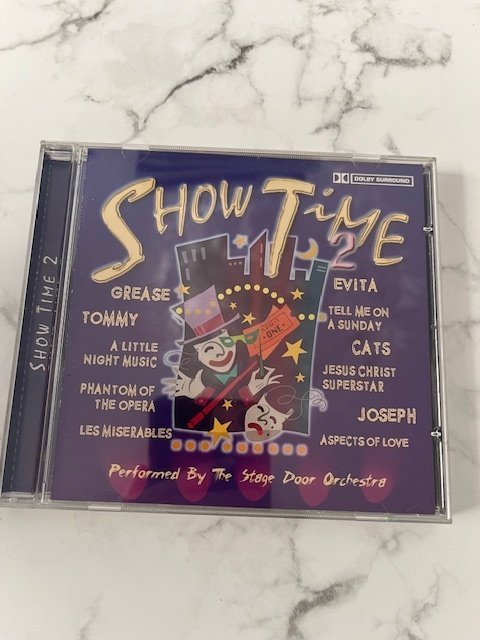 SHOW TIME 2
DOLBY SURROUND
SHOW TIME
2
GREASE
TOMMY
A LITTLE
NIGHT MUSIC
PHANTOM OF
THE OPERA
LES MISERABLES
EVITA
TELL ME ON
A SUNDAY
CATS
JESUS CHRIST
SUPERSTAR
JOSEPH
ASPECTS OF LOVE
ADMIT
ONE
Performed By The Stage Door Orchestra